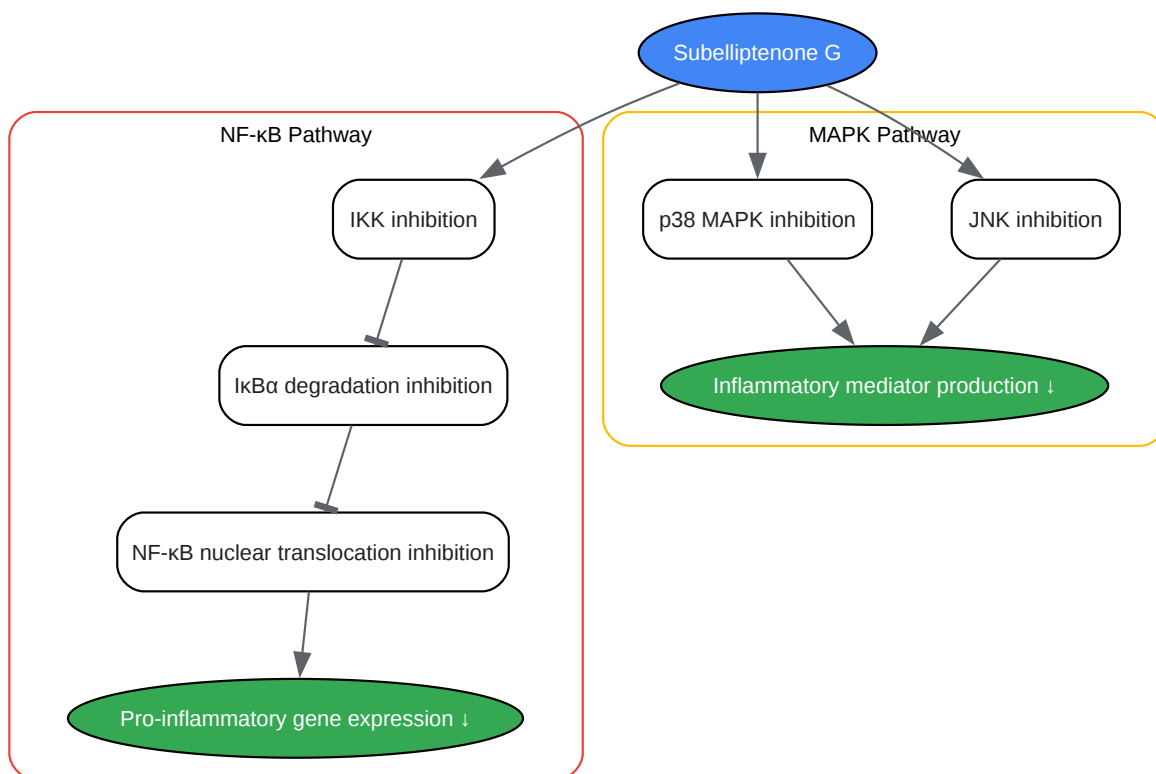 Subelliptenone G
NF-κB Pathway
MAPK Pathway
IKK inhibition
p38 MAPK inhibition
JNK inhibition
IκBα degradation inhibition
Inflammatory mediator production ↓
NF-κB nuclear translocation inhibition
Pro-inflammatory gene expression ↓